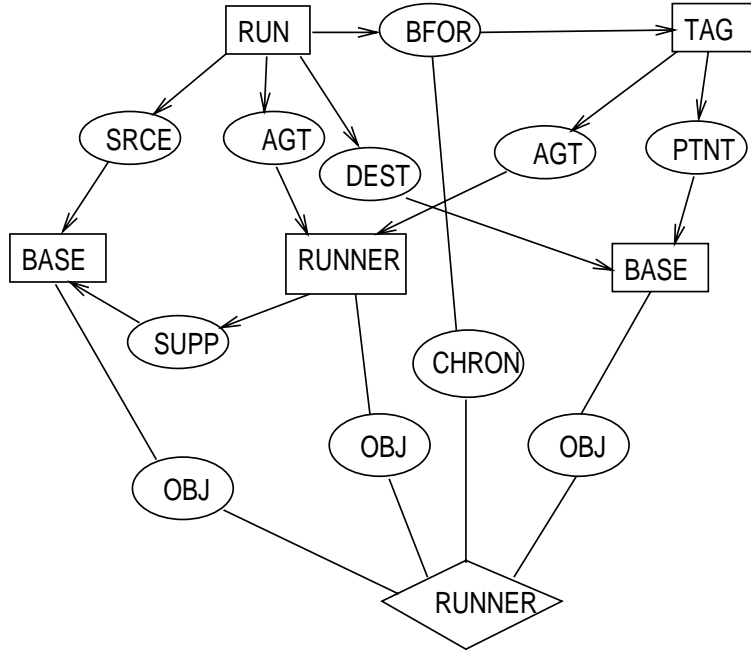 RUN
BFOR
TAG
SRCE
AGT
DEST
AGT
PTNT
BASE
RUNNER
BASE
SUPP
CHRON
OBJ
OBJ
OBJ
RUNNER